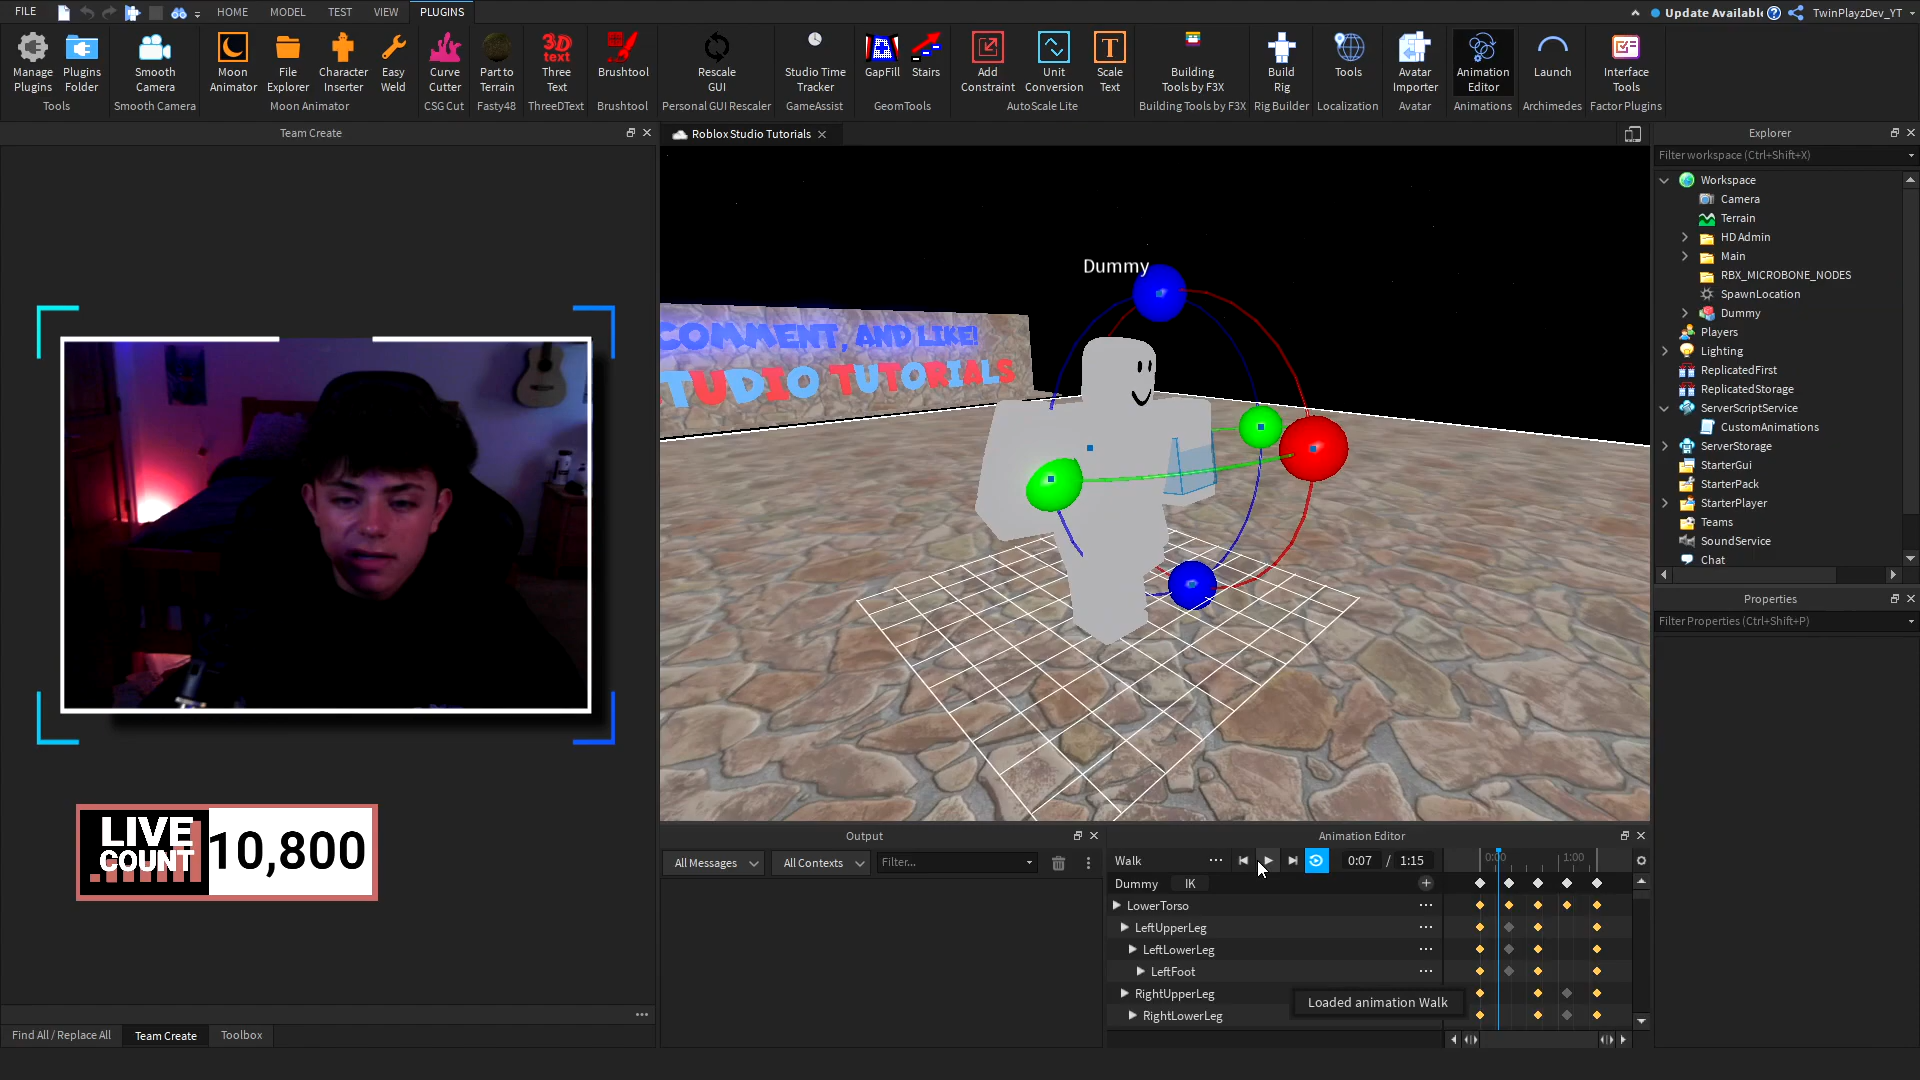 FILE HOME MODEL TEST VIEW PLUGINS Update Available TwinPlayzDev_YT
Manage Plugins
Plugins Folder
Smooth Camera
Moon Animator
File Explorer
Character Inserter
Easy Weld
Curve Cutter
Part to Terrain
3D text
Three Text
Brushtool
Rescale GUI
Studio Time Tracker
GapFill
Stairs
Add Constraint
Unit Conversion
T
Scale Text
Building Tools by F3X
Build Rig
Tools
Avatar Importer
Animation Editor
Launch
Interface Tools
Tools Smooth Camera Moon Animator CSG Cut Fasty48 ThreeDText Brushtool Personal GUI Rescaler GameAssist GeomTools AutoScale Lite Building Tools by F3X Rig Builder Localization Avatar Animations Archimedes Factor Plugins
Team Create
LIVE COUNT
10,800
Find All / Replace All Team Create Toolbox
Roblox Studio Tutorials
Dummy
COMMENT, AND LIKE!
TUDIO TUTORIALS
Output
All Messages All Contexts Filter...
Animation Editor
Walk 0:07 / 1:15 0:00 1:00
Dummy IK
LowerTorso
LeftUpperLeg
LeftLowerLeg
LeftFoot
RightUpperLeg
RightLowerLeg
Loaded animation Walk
Explorer
Filter workspace (Ctrl+Shift+X)
Workspace
Camera
Terrain
HD Admin
Main
RBX_MICROBONE_NODES
SpawnLocation
Dummy
Players
Lighting
ReplicatedFirst
ReplicatedStorage
ServerScriptService
CustomAnimations
ServerStorage
StarterGui
StarterPack
StarterPlayer
Teams
SoundService
Chat
Properties
Filter Properties (Ctrl+Shift+P)